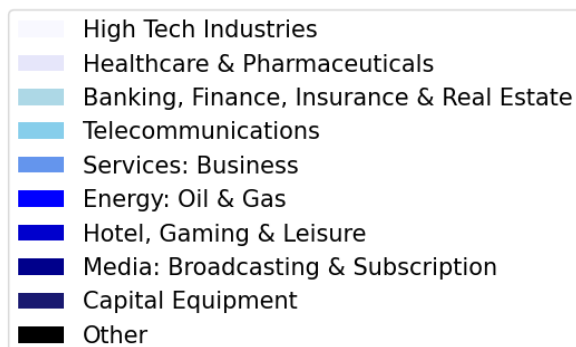 High Tech Industries
Healthcare & Pharmaceuticals
Banking, Finance, Insurance & Real Estate
Telecommunications
Services: Business
Energy: Oil & Gas
Hotel, Gaming & Leisure
Media: Broadcasting & Subscription
Capital Equipment
Other